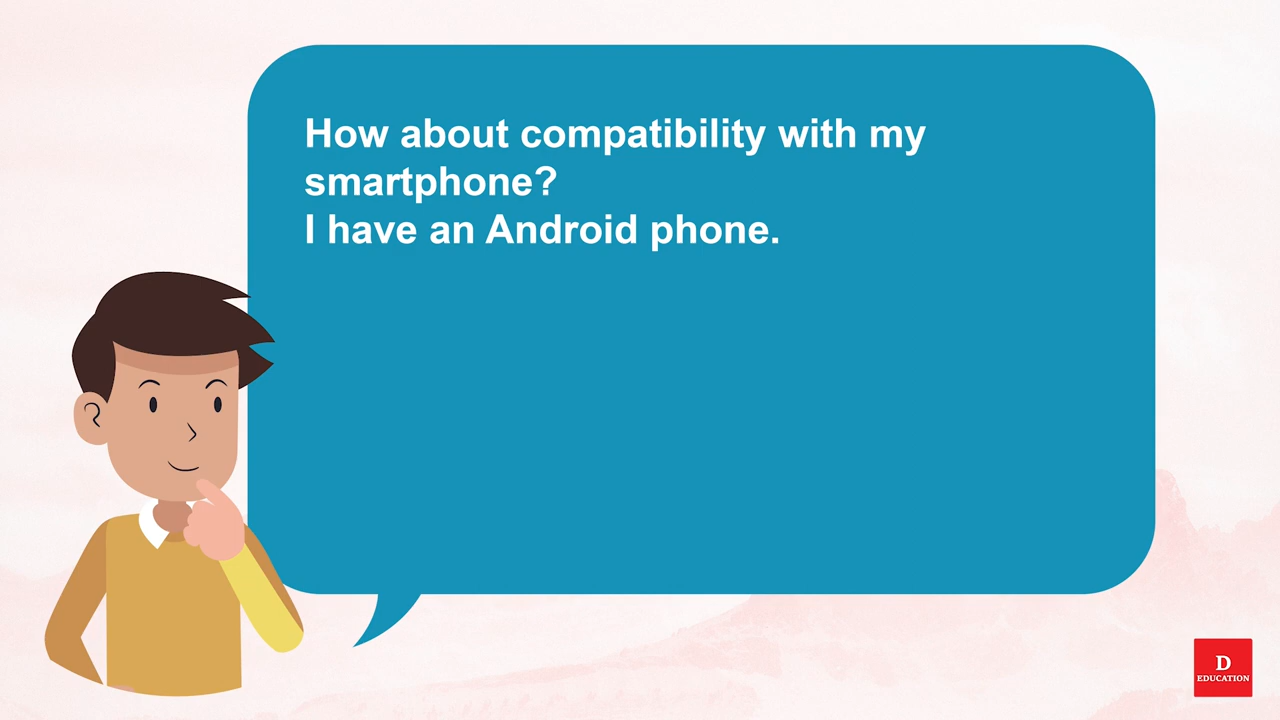 How about compatibility with my
smartphone?
I have an Android phone.
D
EDUCATION